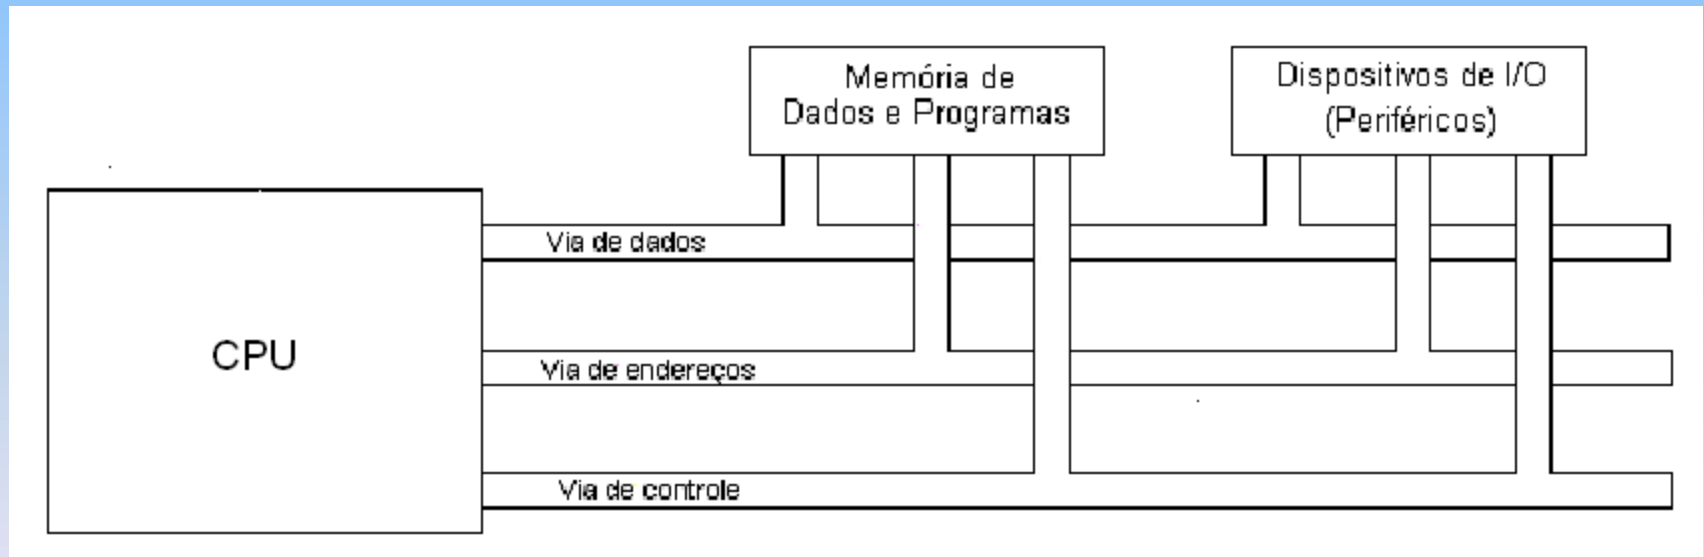 Memória de
Dados e Programas
Dispositivos de I/O
(Periféricos)
Via de dados
CPU
Via de endereços
Via de controle